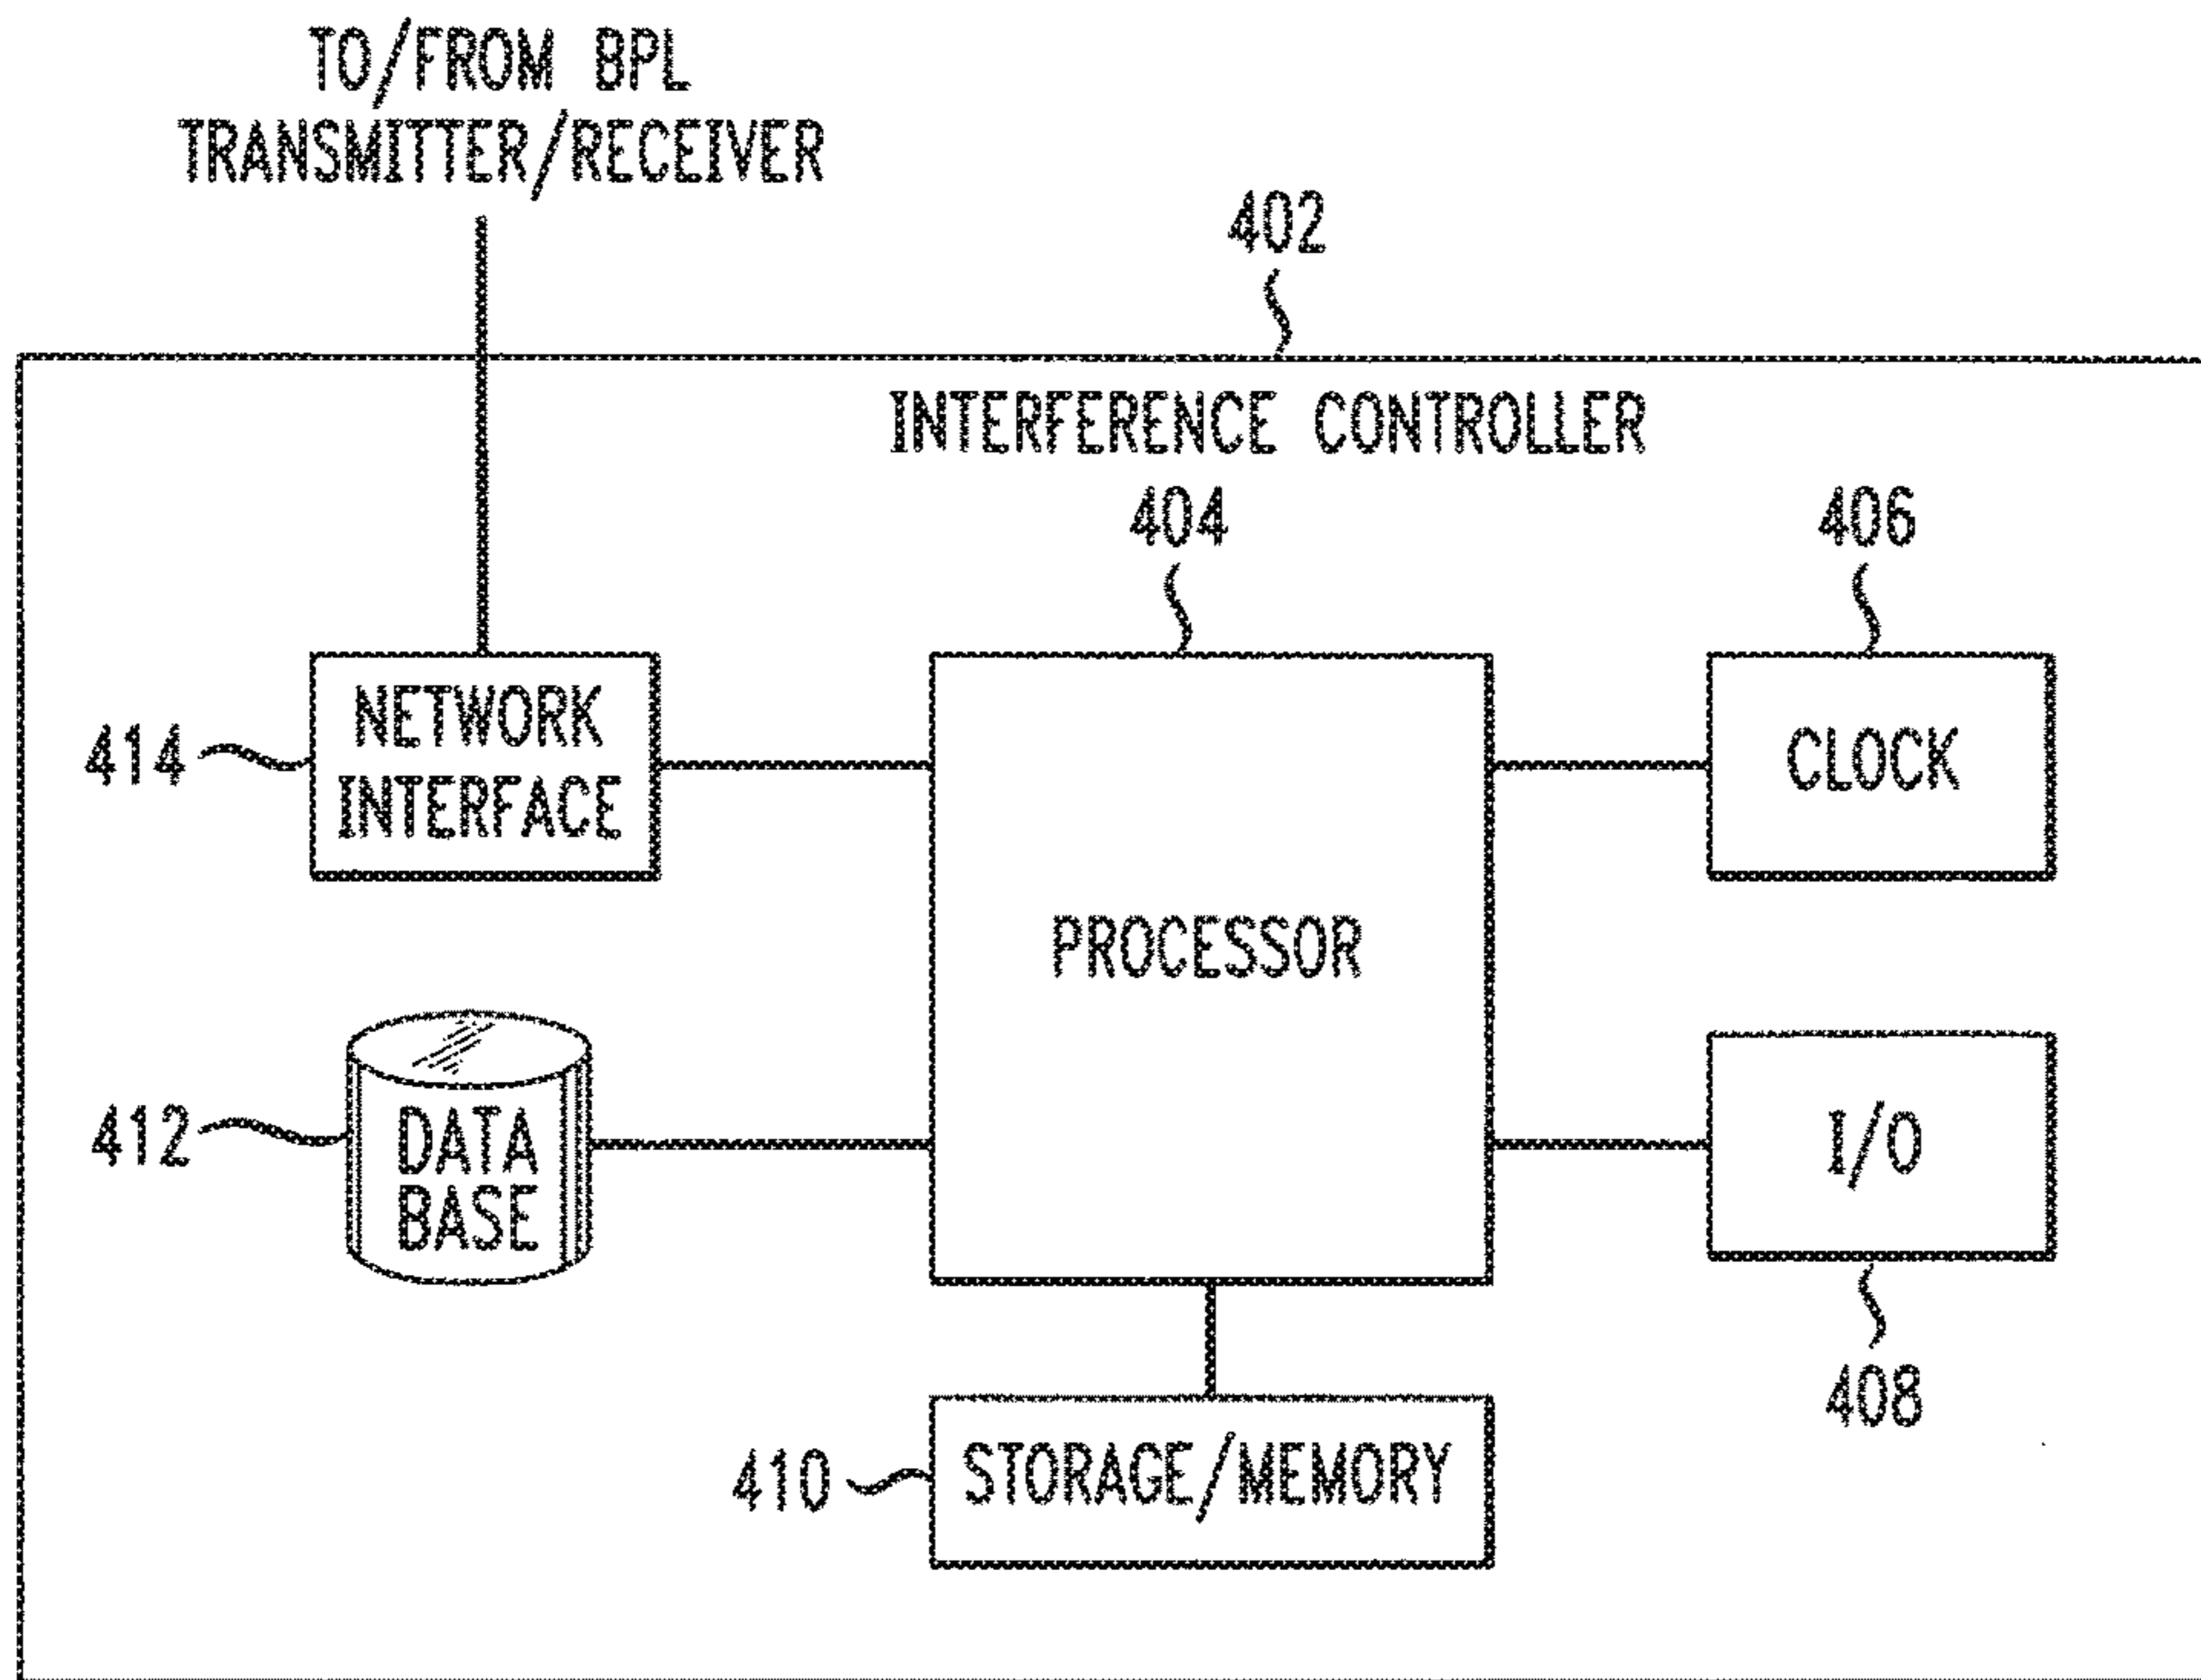 TO/FROM BPL
TRANSMITTER/RECEIVER
402
INTERFERENCE CONTROLLER
404
406
414
NETWORK
INTERFACE
PROCESSOR
CLOCK
412
DATA
BASE
I/O
408
410
STORAGE/MEMORY